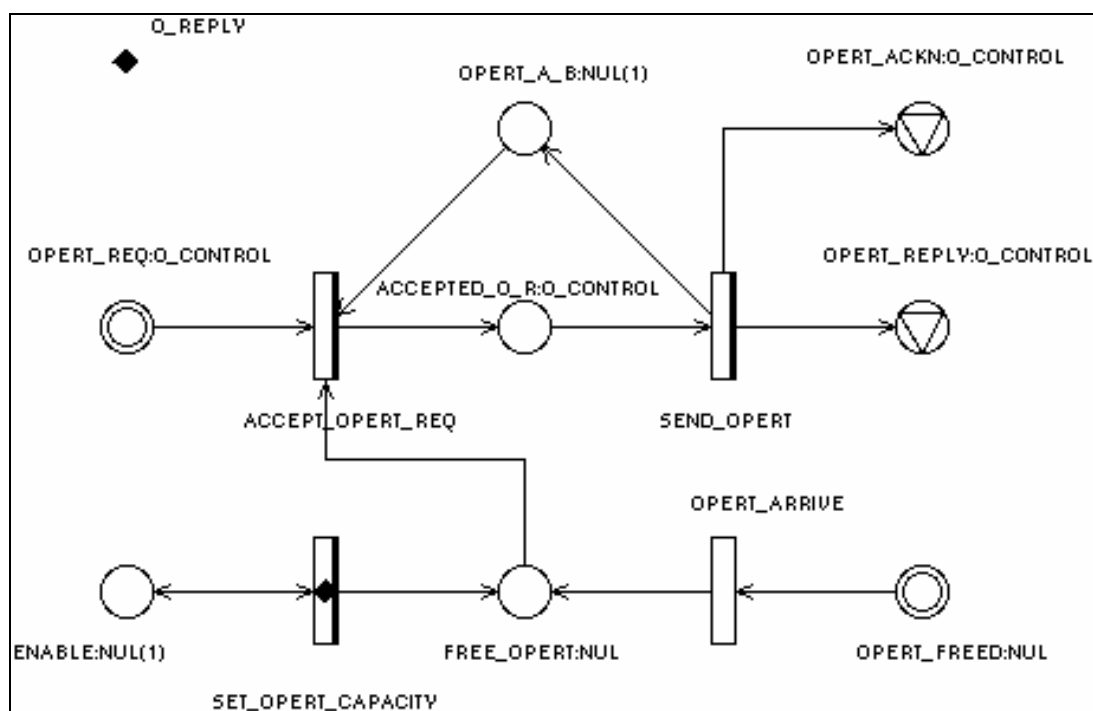 O_REPLY
OPERT_ACKN:O_CONTROL
OPERT_A_B:NUL(1)
OPERT_REQ:O_CONTROL
OPERT_REPLY:O_CONTROL
ACCEPTED_O_R:O_CONTROL
ACCEPT_OPERT_REQ
SEND_OPERT
OPERT_ARRIVE
ENABLE:NUL(1)
FREE_OPERT:NUL
OPERT_FREED:NUL
SET_OPERT_CAPACITY